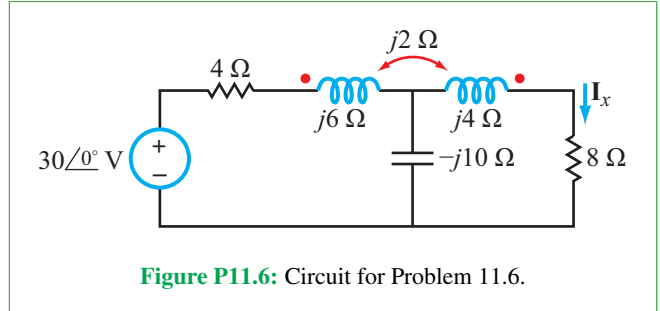 j2 Ω
4 Ω
j6 Ω
j4 Ω
I_x
30∠0° V
+
−
−j10 Ω
8 Ω
Figure P11.6: Circuit for Problem 11.6.